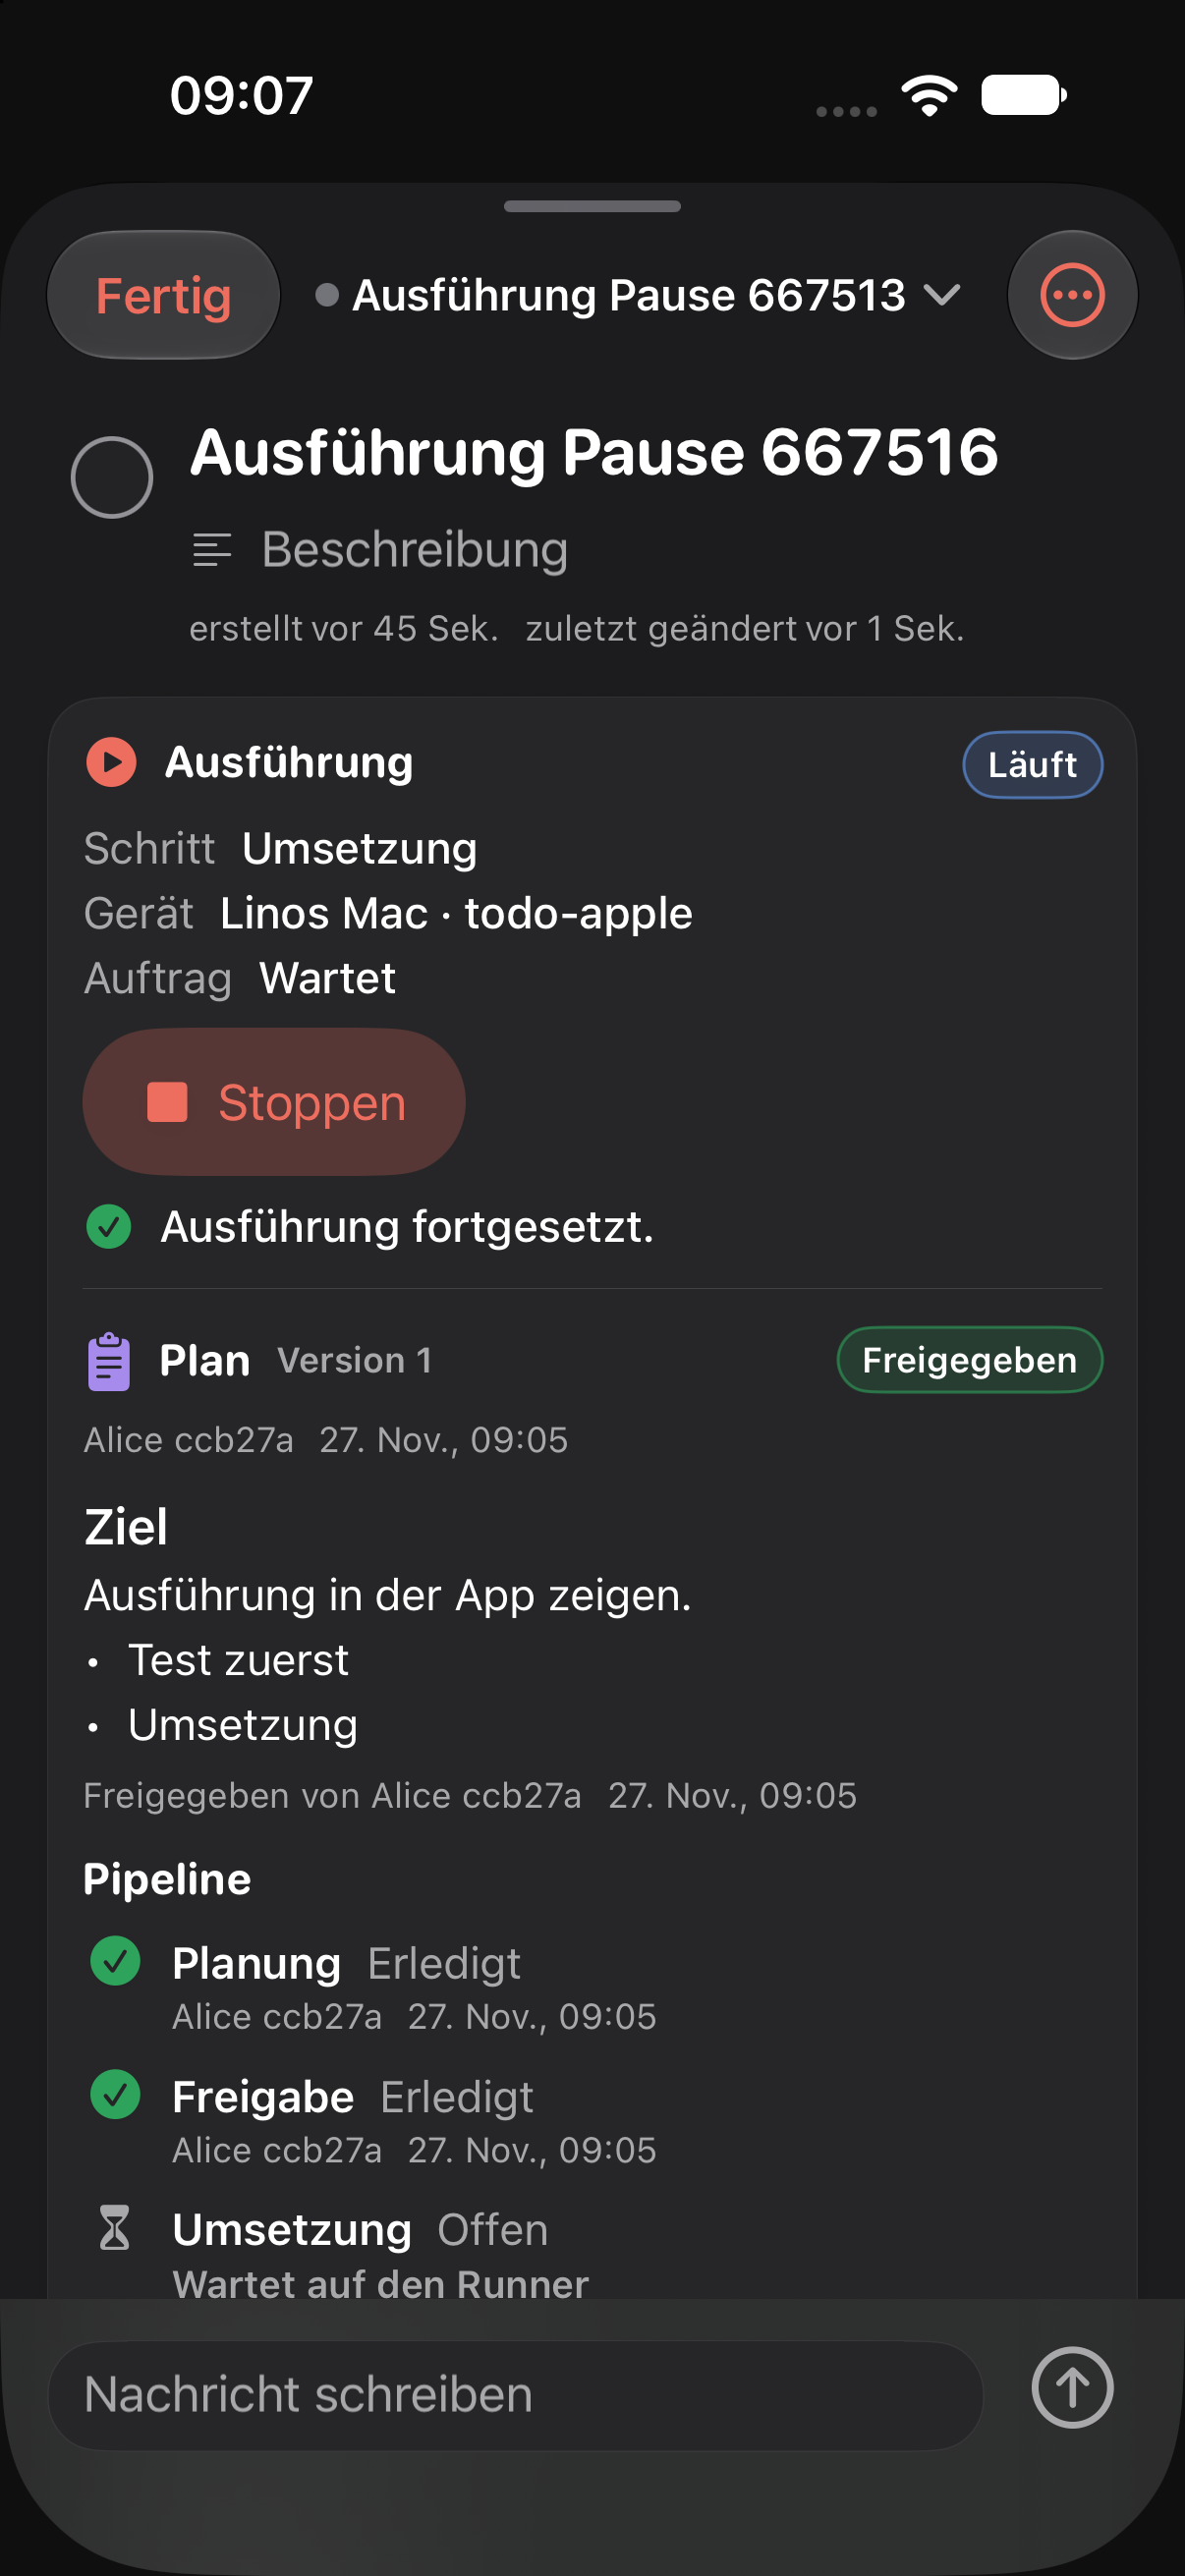 09:07
Fertig
Ausführung Pause 667513
Ausführung Pause 667516
Beschreibung
erstellt vor 45 Sek. zuletzt geändert vor 1 Sek.
Ausführung
Läuft
Schritt Umsetzung
Gerät Linos Mac · todo-apple
Auftrag Wartet
Stoppen
Ausführung fortgesetzt.
Plan Version 1
Freigegeben
Alice ccb27a 27. Nov., 09:05
Ziel
Ausführung in der App zeigen.
• Test zuerst
• Umsetzung
Freigegeben von Alice ccb27a 27. Nov., 09:05
Pipeline
Planung Erledigt
Alice ccb27a 27. Nov., 09:05
Freigabe Erledigt
Alice ccb27a 27. Nov., 09:05
Umsetzung Offen
Wartet auf den Runner
Nachricht schreiben